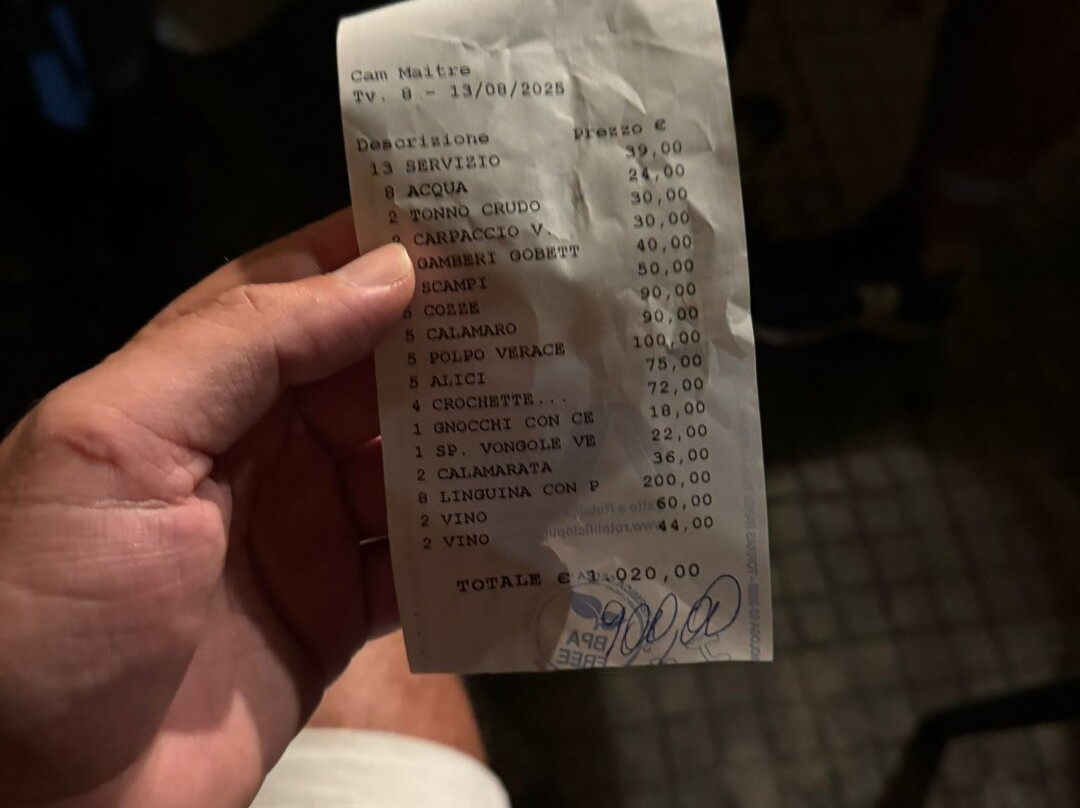 Cam Maitre
Tv. 8 - 13/08/2025
Descrizione Prezzo €
13 SERVIZIO 39,00
8 ACQUA 24,00
2 TONNO CRUDO 30,00
2 CARPACCIO V. 30,00
GAMBERI GOBETT 40,00
SCAMPI 50,00
COZZE 90,00
5 CALAMARO 90,00
5 POLPO VERACE 100,00
5 ALICI 75,00
4 CROCHETTE... 72,00
1 GNOCCHI CON CE 18,00
1 SP. VONGOLE VE 22,00
2 CALAMARATA 36,00
8 LINGUINA CON P 200,00
2 VINO 60,00
2 VINO 44,00
TOTALE € 1.020,00
900,00
BPA
FREE